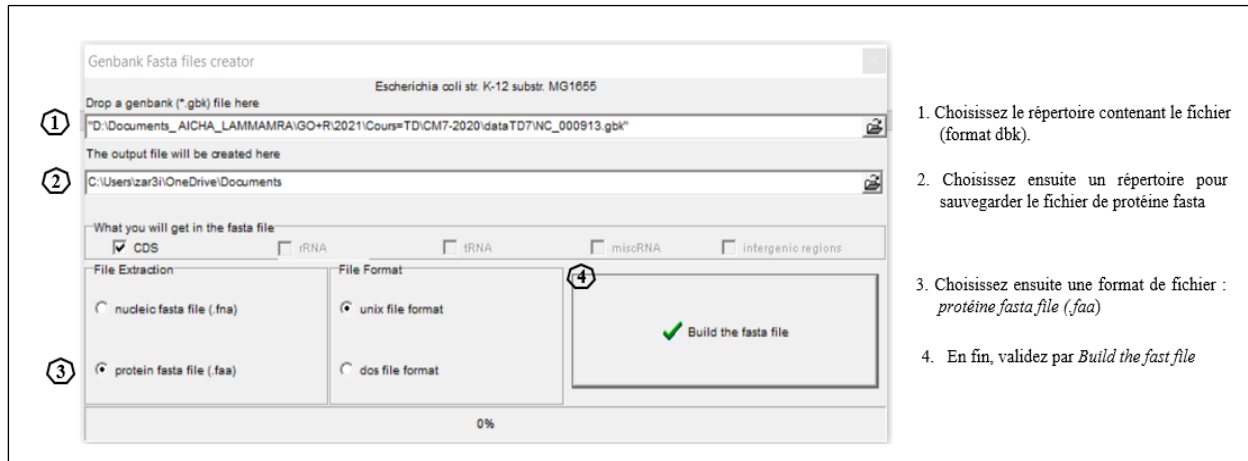 Genbank Fasta files creator
Escherichia coli str. K-12 substr. MG1655
Drop a genbank (*.gbk) file here
1
"D:\Documents_AICHA_LAMMAMRA\GO+R\2021\Cours=TD\CM7-2020\dataTD7\NC_000913.gbk"
The output file will be created here
2
C:\Users\zar3i\OneDrive\Documents
What you will get in the fasta file
CDS
rRNA
tRNA
miscRNA
intergenic regions
File Extraction
nucleic fasta file (.fna)
3
protein fasta file (.faa)
File Format
unix file format
dos file format
4
Build the fasta file
0%
1. Choisissez le répertoire contenant le fichier
(format dbk).
2. Choisissez ensuite un répertoire pour
sauvegarder le fichier de protéine fasta
3. Choisissez ensuite une format de fichier :
protéine fasta file (.faa)
4. En fin, validez par Build the fast file